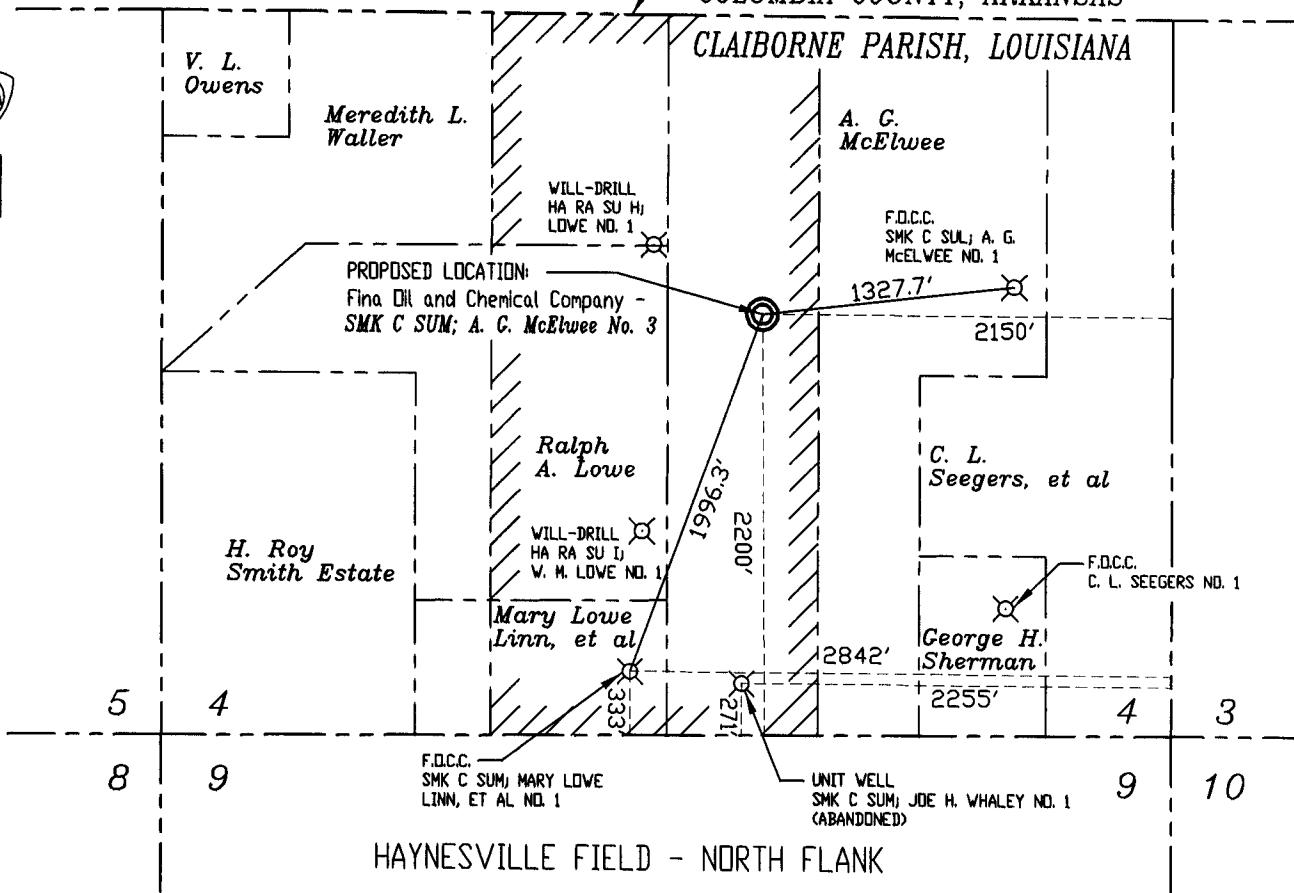 COLUMBIA COUNTY, ARKANSAS
CLAIBORNE PARISH, LOUISIANA
V. L.
Owens
Meredith L.
Waller
A. G.
McElwee
WILL-DRILL
HA RA SU H;
LOWE NO. 1
F.O.C.C.
SMK C SUL; A. G.
McELWEE NO. 1
PROPOSED LOCATION:
Fina Oil and Chemical Company -
SMK C SUM; A. G. McElwee No. 3
1327.7'
2150'
Ralph
A. Lowe
1996.3'
2200'
C. L.
Seegers, et al
WILL-DRILL
HA RA SU I;
W. M. LOWE NO. 1
H. Roy
Smith Estate
F.O.C.C.
C. L. SEEGERS NO. 1
Mary Lowe
Linn, et al
George H.
Sherman
2842'
2255'
333'
271'
5 4
4 3
8 9
9 10
F.O.C.C.
SMK C SUM; MARY LOWE
LINN, ET AL NO. 1
UNIT WELL
SMK C SUM; JOE H. WHALEY NO. 1
(ABANDONED)
HAYNESVILLE FIELD - NORTH FLANK